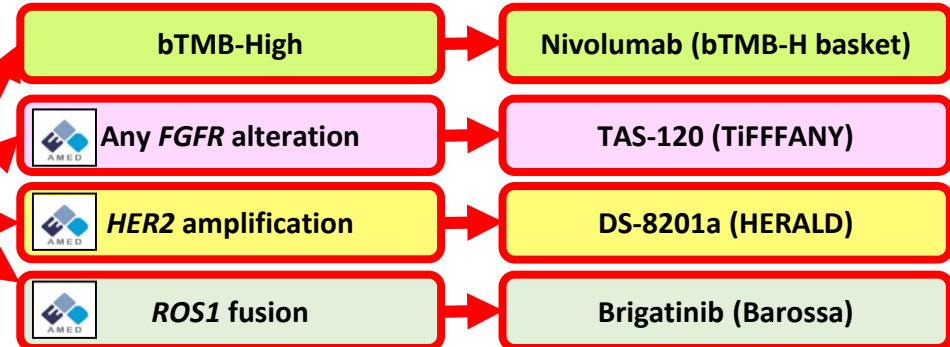 bTMB-High
Nivolumab (bTMB-H basket)
AMED
Any FGFR alteration
TAS-120 (TiFFFANY)
AMED
HER2 amplification
DS-8201a (HERALD)
AMED
ROS1 fusion
Brigatinib (Barossa)